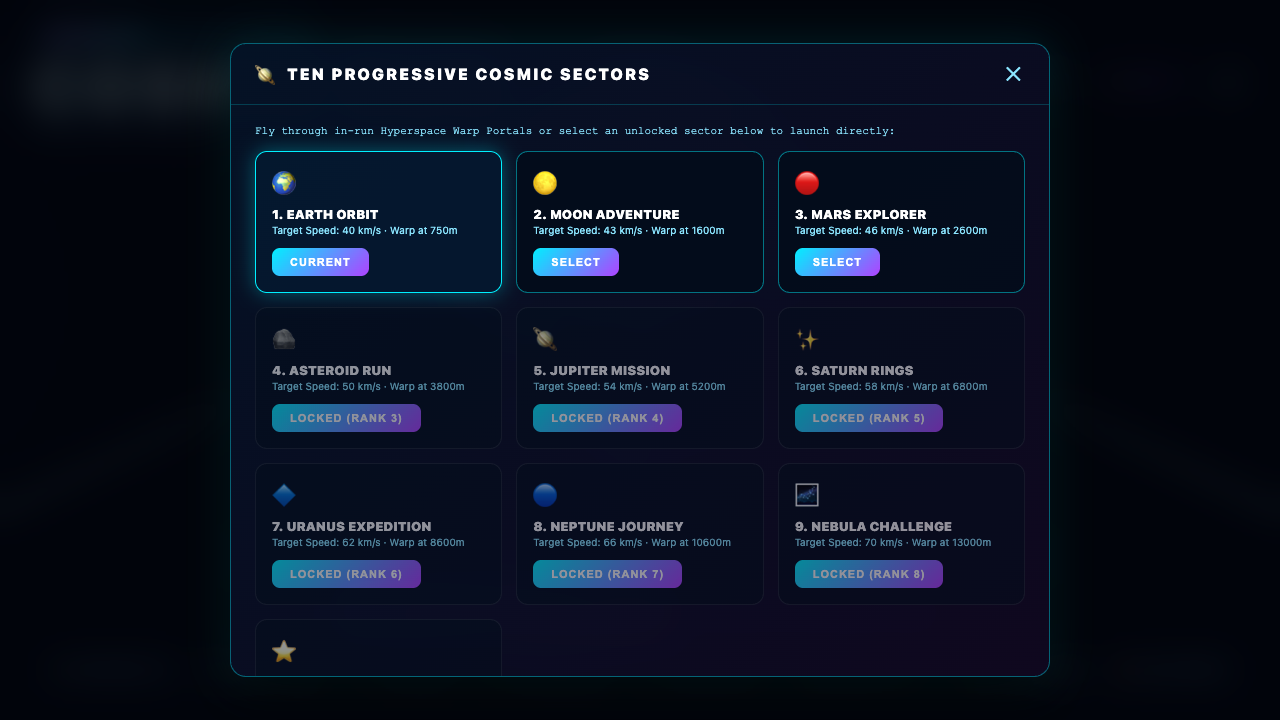 TEN PROGRESSIVE COSMIC SECTORS
Fly through in-run Hyperspace Warp Portals or select an unlocked sector below to launch directly:
1. EARTH ORBIT
Target Speed: 40 km/s · Warp at 750m
CURRENT
2. MOON ADVENTURE
Target Speed: 43 km/s · Warp at 1600m
SELECT
3. MARS EXPLORER
Target Speed: 46 km/s · Warp at 2600m
SELECT
4. ASTEROID RUN
Target Speed: 50 km/s · Warp at 3800m
LOCKED (RANK 3)
5. JUPITER MISSION
Target Speed: 54 km/s · Warp at 5200m
LOCKED (RANK 4)
6. SATURN RINGS
Target Speed: 58 km/s · Warp at 6800m
LOCKED (RANK 5)
7. URANUS EXPEDITION
Target Speed: 62 km/s · Warp at 8600m
LOCKED (RANK 6)
8. NEPTUNE JOURNEY
Target Speed: 66 km/s · Warp at 10600m
LOCKED (RANK 7)
9. NEBULA CHALLENGE
Target Speed: 70 km/s · Warp at 13000m
LOCKED (RANK 8)